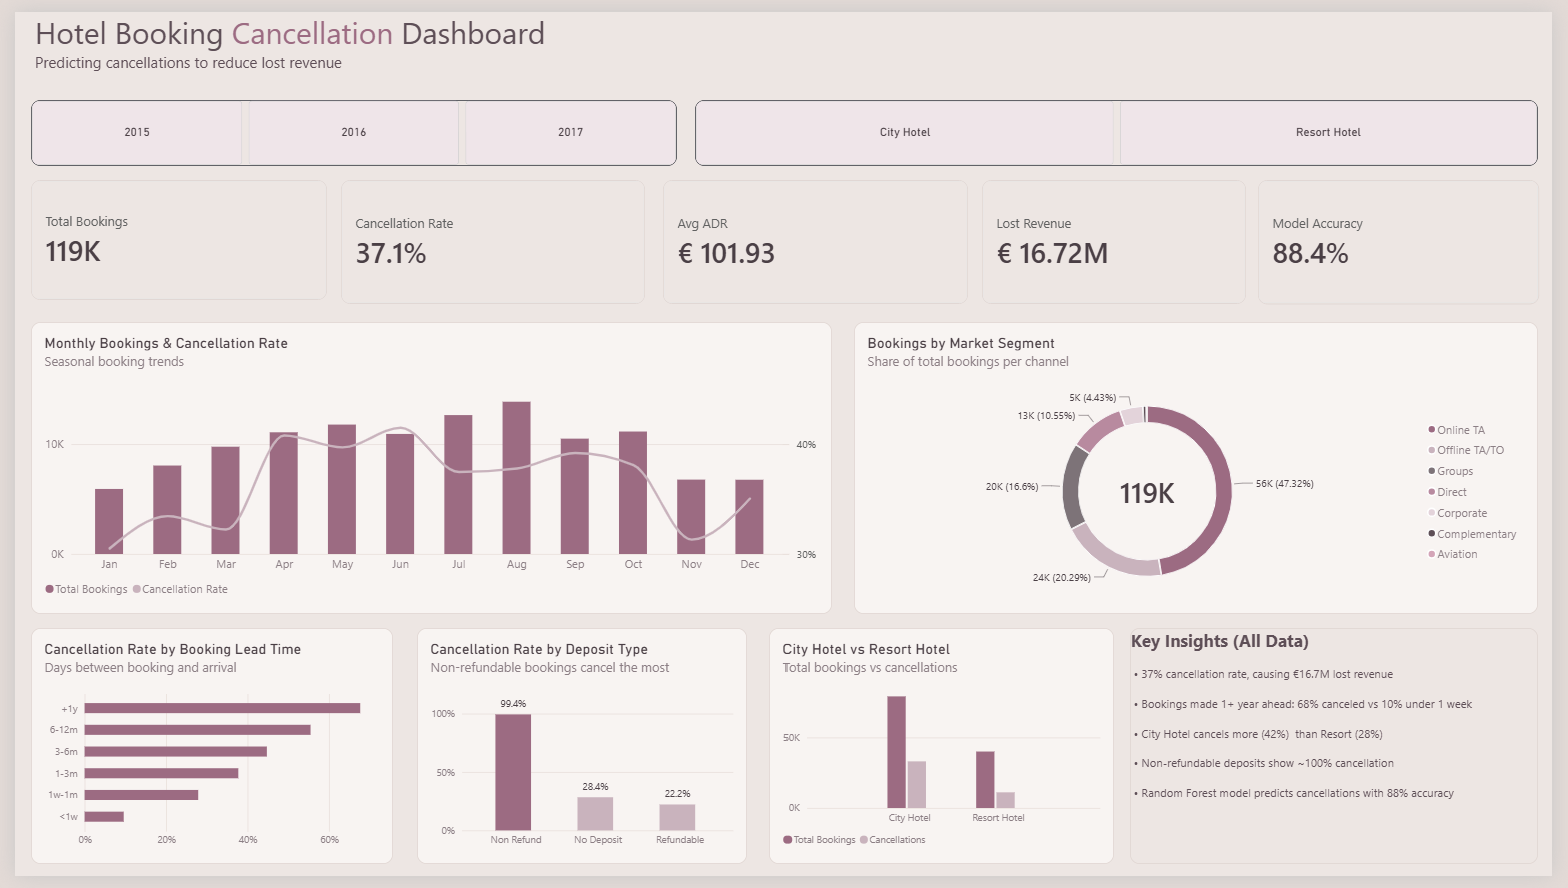 Hotel Booking Cancellation Dashboard
Predicting cancellations to reduce lost revenue
2015 2016 2017
City Hotel Resort Hotel
Total Bookings
119K
Cancellation Rate
37.1%
Avg ADR
€ 101.93
Lost Revenue
€ 16.72M
Model Accuracy
88.4%
Monthly Bookings & Cancellation Rate
Seasonal booking trends
10K 40%
0K 30%
Jan Feb Mar Apr May Jun Jul Aug Sep Oct Nov Dec
Total Bookings Cancellation Rate
Bookings by Market Segment
Share of total bookings per channel
5K (4.43%)
13K (10.55%)
20K (16.6%)
119K
56K (47.32%)
24K (20.29%)
Online TA
Offline TA/TO
Groups
Direct
Corporate
Complementary
Aviation
Cancellation Rate by Booking Lead Time
Days between booking and arrival
+1y
6-12m
3-6m
1-3m
1w-1m
<1w
0% 20% 40% 60%
Cancellation Rate by Deposit Type
Non-refundable bookings cancel the most
99.4%
100%
50%
28.4%
22.2%
0%
Non Refund No Deposit Refundable
City Hotel vs Resort Hotel
Total bookings vs cancellations
50K
0K
City Hotel Resort Hotel
Total Bookings Cancellations
Key Insights (All Data)
• 37% cancellation rate, causing €16.7M lost revenue
• Bookings made 1+ year ahead: 68% canceled vs 10% under 1 week
• City Hotel cancels more (42%)  than Resort (28%)
• Non-refundable deposits show ~100% cancellation
• Random Forest model predicts cancellations with 88% accuracy